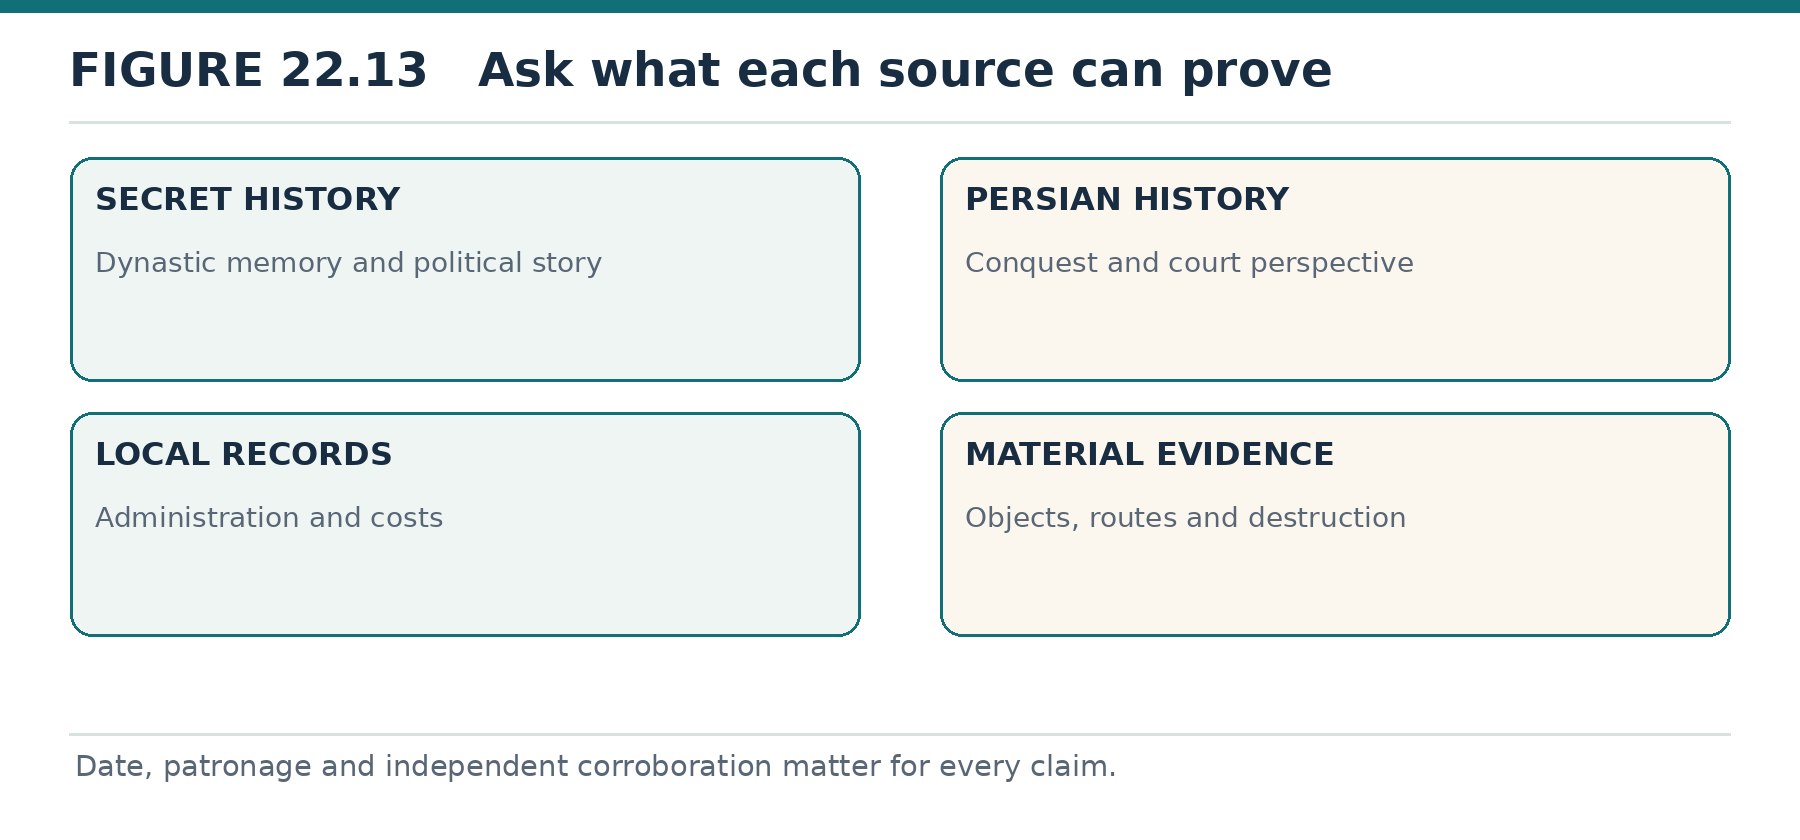 FIGURE 22.13 Ask what each source can prove
SECRET HISTORY
Dynastic memory and political story
PERSIAN HISTORY
Conquest and court perspective
LOCAL RECORDS
Administration and costs
MATERIAL EVIDENCE
Objects, routes and destruction
Date, patronage and independent corroboration matter for every claim.